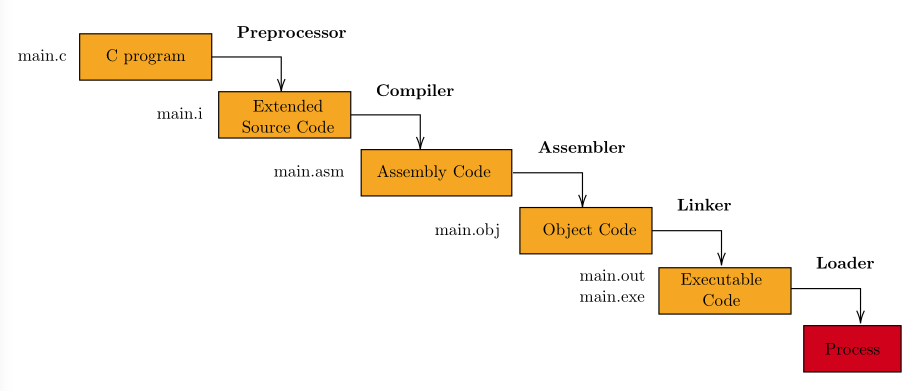 Preprocessor
main.c
C program
Compiler
main.i
Extended
Source Code
Assembler
main.asm
Assembly Code
Linker
main.obj
Object Code
Loader
main.out
main.exe
Executable
Code
Process